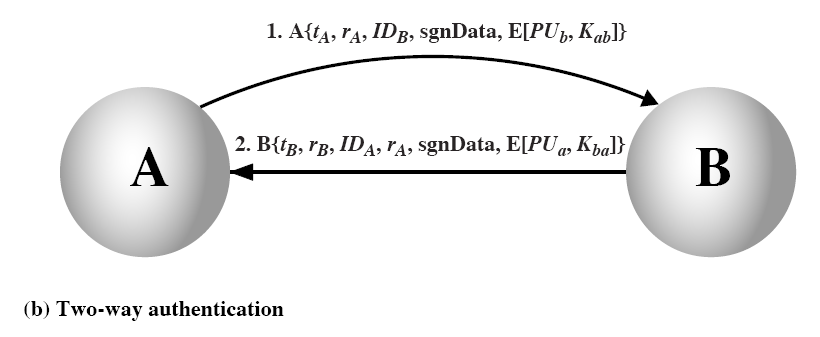 1. A{tA, rA, IDB, sgnData, E[PUb, Kab]}
2. B{tB, rB, IDA, rA, sgnData, E[PUa, Kba]}
A
B
(b) Two-way authentication